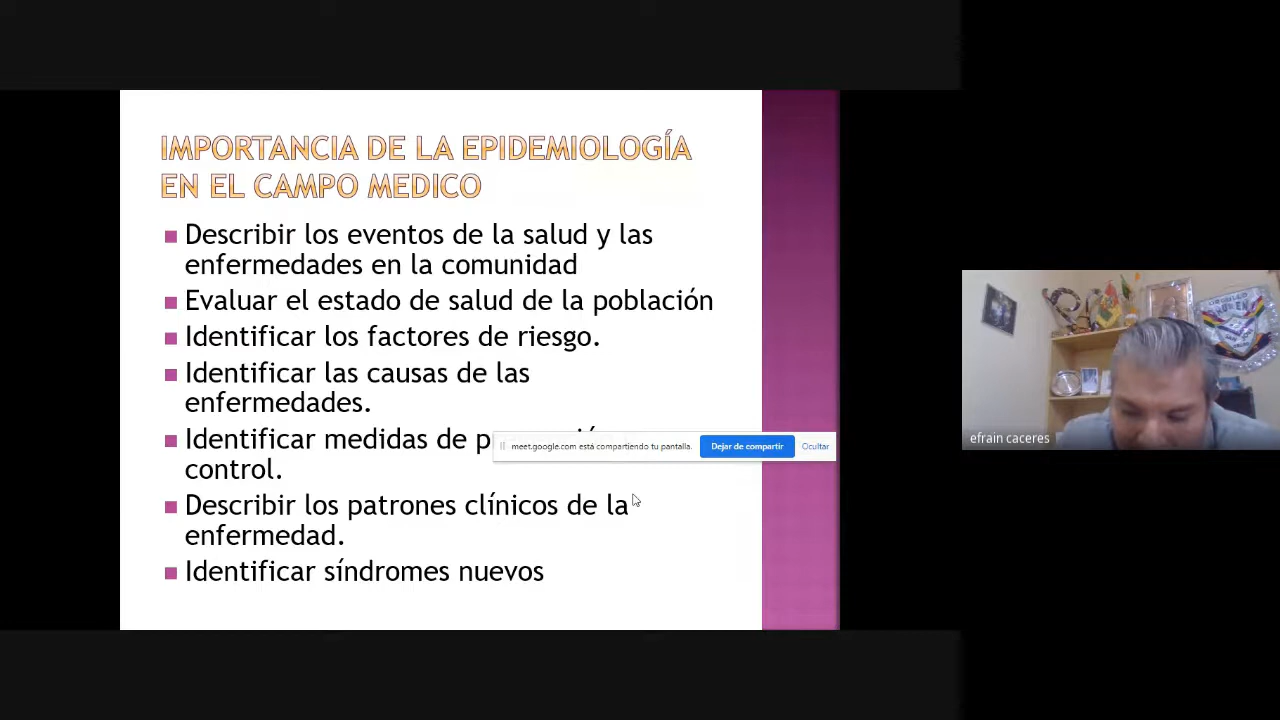 IMPORTANCIA DE LA EPIDEMIOLOGÍA
EN EL CAMPO MEDICO
Describir los eventos de la salud y las
enfermedades en la comunidad
Evaluar el estado de salud de la población
Identificar los factores de riesgo.
Identificar las causas de las
enfermedades.
Identificar medidas de
control.
meet.google.com está compartiendo tu pantalla.
Dejar de compartir
Ocultar
Describir los patrones clínicos de la
enfermedad.
Identificar síndromes nuevos
ORGULLO
efrain caceres